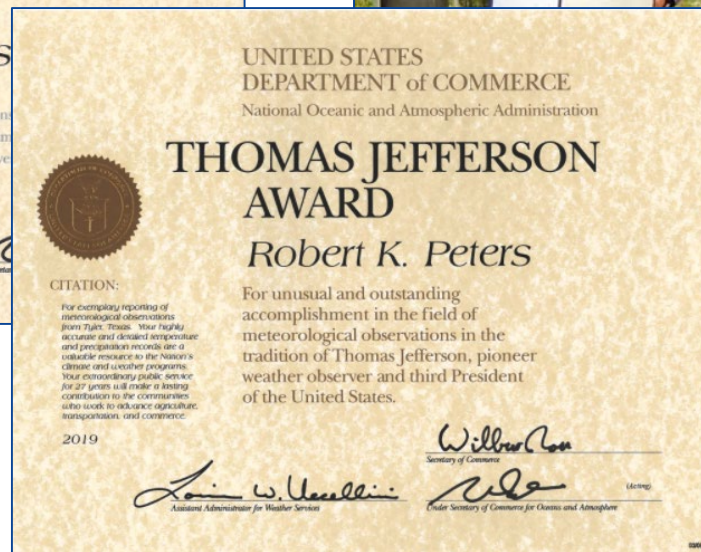 UNITED STATES
DEPARTMENT of COMMERCE
National Oceanic and Atmospheric Administration
THOMAS JEFFERSON
AWARD
Robert K. Peters
For unusual and outstanding
accomplishment in the field of
meteorological observations in the
tradition of Thomas Jefferson, pioneer
weather observer and third President
of the United States.
CITATION:
For exemplary reporting of
meteorological observations
from Tyler, Texas. Your highly
accurate and detailed temperature
and precipitation records are a
valuable resource to the Nation's
climate and weather programs.
Your extraordinary public service
for 27 years will make a lasting
contribution to the communities
who work to advance agriculture,
transportation, and commerce.
2019
Wilbur Ross
Secretary of Commerce
Louis W. Uccellini
Assistant Administrator for Weather Services
(Acting)
Under Secretary of Commerce for Oceans and Atmosphere